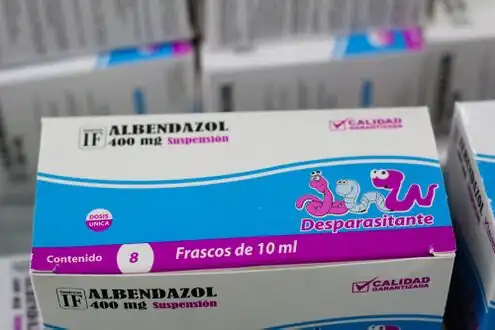 IF ALBENDAZOL
400 mg Suspensión
CALIDAD
GARANTIZADA
DOSIS
UNICA
Desparasitante
Contenido 8 Frascos de 10 ml
IF ALBENDAZOL
400 mg Suspensión
CALIDAD
GARANTIZADA